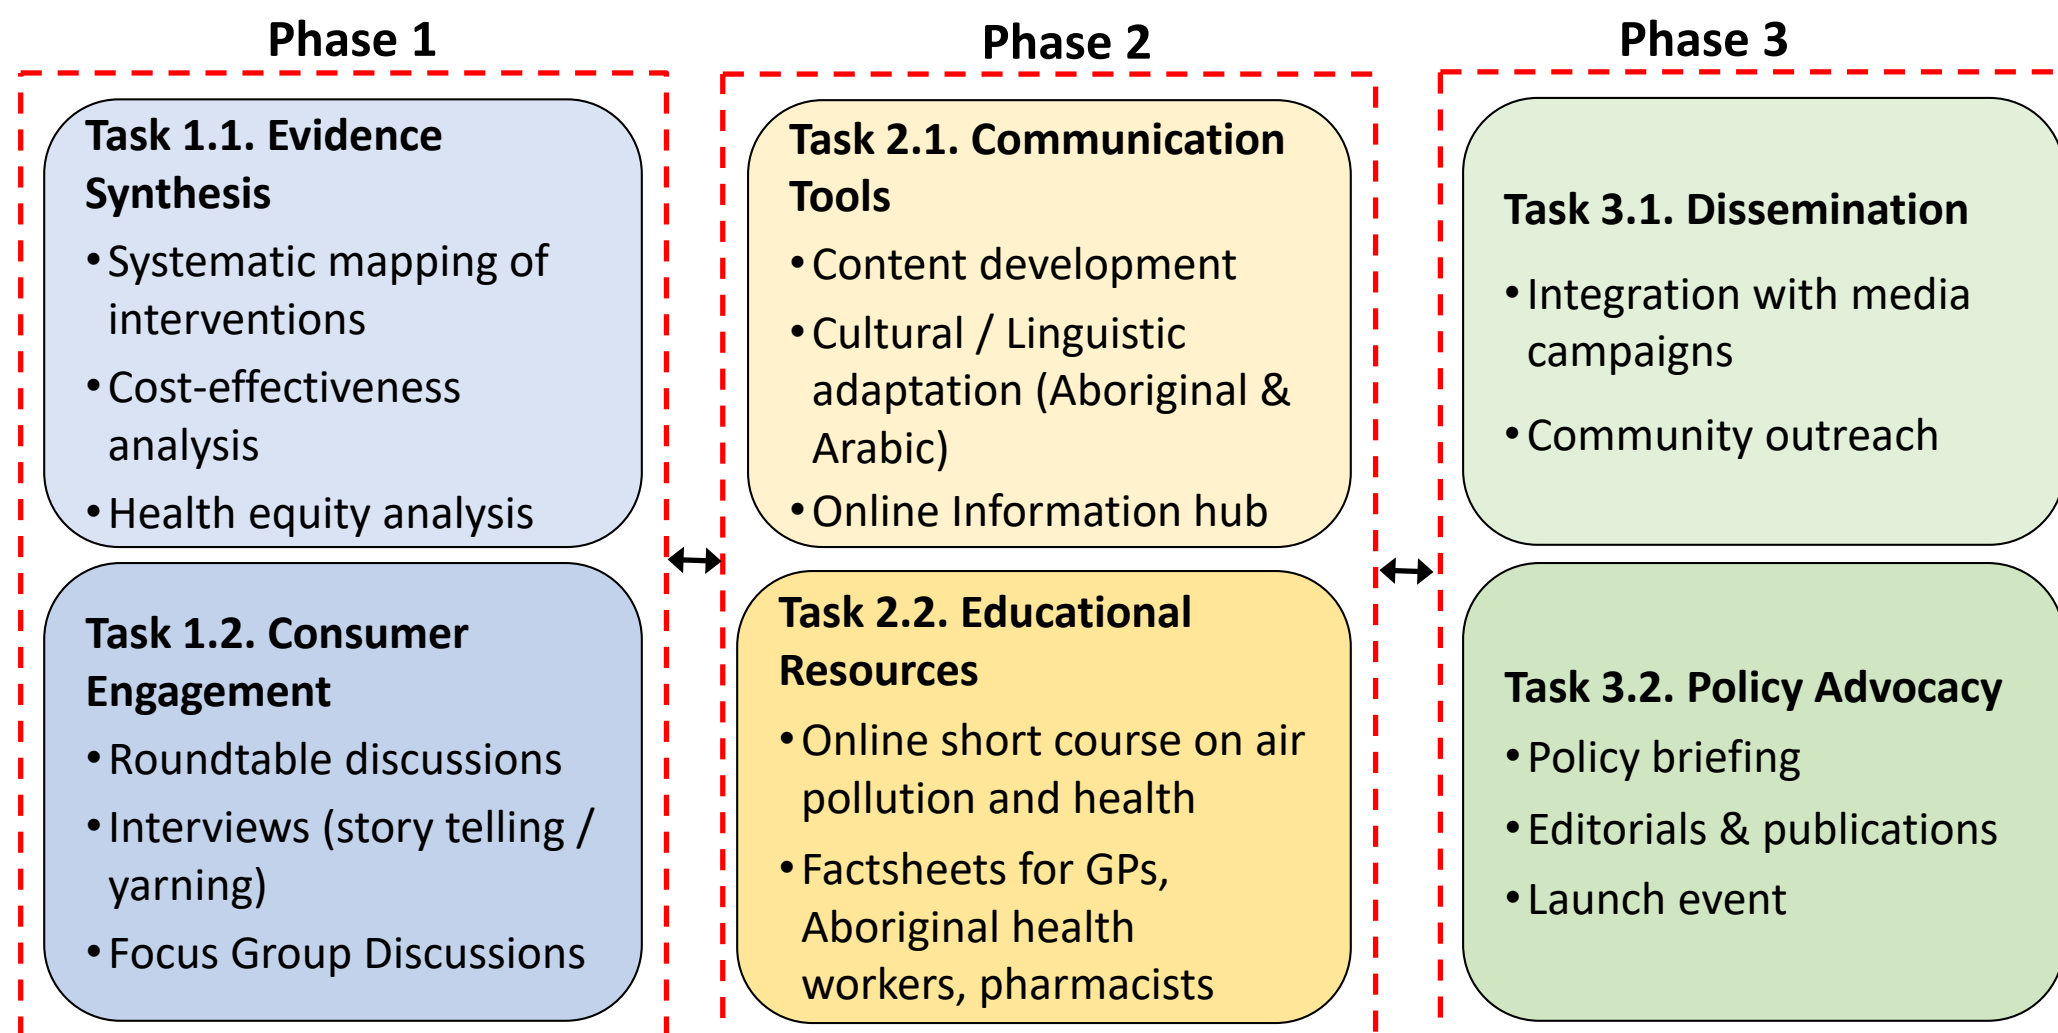 Phase 1
Task 1.1. Evidence
Synthesis
• Systematic mapping of
interventions
• Cost-effectiveness
analysis
• Health equity analysis
Task 1.2. Consumer
Engagement
• Roundtable discussions
• Interviews (story telling /
yarning)
• Focus Group Discussions
Phase 2
Task 2.1. Communication
Tools
• Content development
• Cultural / Linguistic
adaptation (Aboriginal &
Arabic)
• Online Information hub
Task 2.2. Educational
Resources
• Online short course on air
pollution and health
• Factsheets for GPs,
Aboriginal health
workers, pharmacists
Phase 3
Task 3.1. Dissemination
• Integration with media
campaigns
• Community outreach
Task 3.2. Policy Advocacy
• Policy briefing
• Editorials & publications
• Launch event